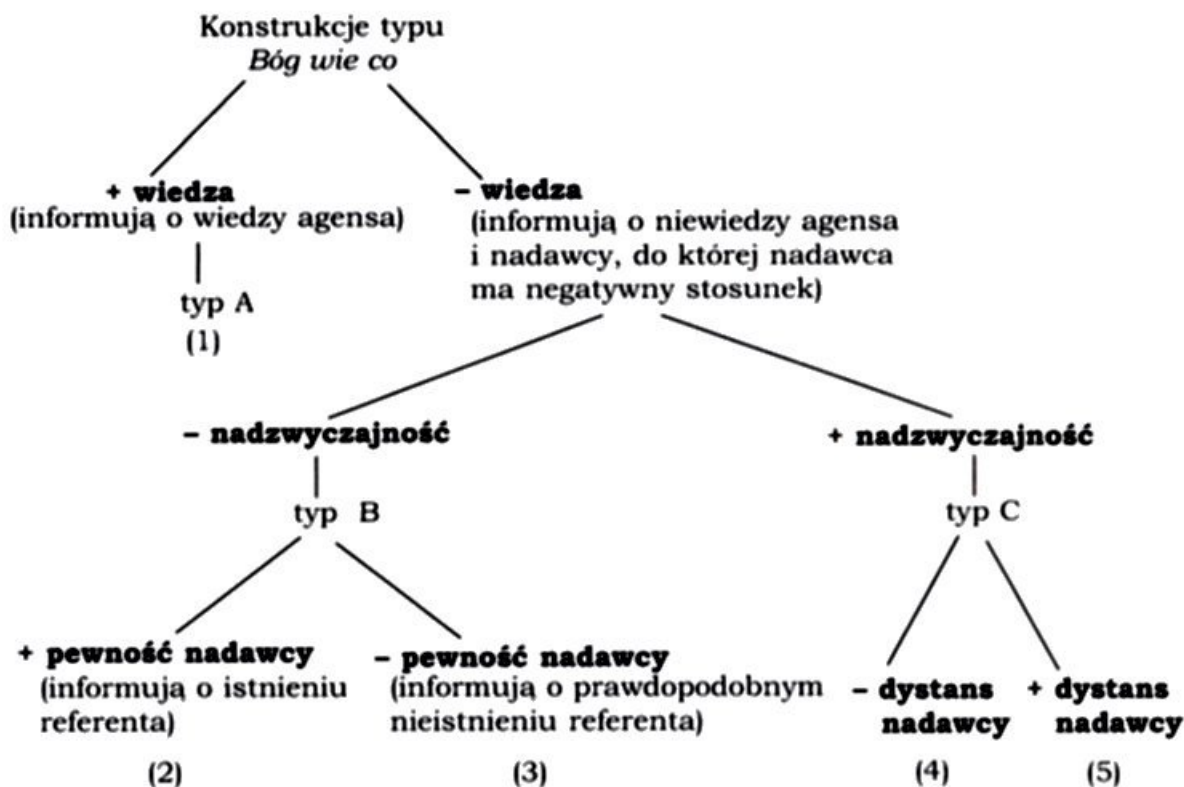 Konstrukcje typu
Bóg wie co
+ wiedza
(informują o wiedzy agensa)
typ A
(1)
– wiedza
(informują o niewiedzy agensa
i nadawcy, do której nadawca
ma negatywny stosunek)
– nadzwyczajność
typ B
+ nadzwyczajność
typ C
+ pewność nadawcy
(informują o istnieniu
referenta)
(2)
– pewność nadawcy
(informują o prawdopodobnym
nieistnieniu referenta)
(3)
– dystans
nadawcy
(4)
+ dystans
nadawcy
(5)